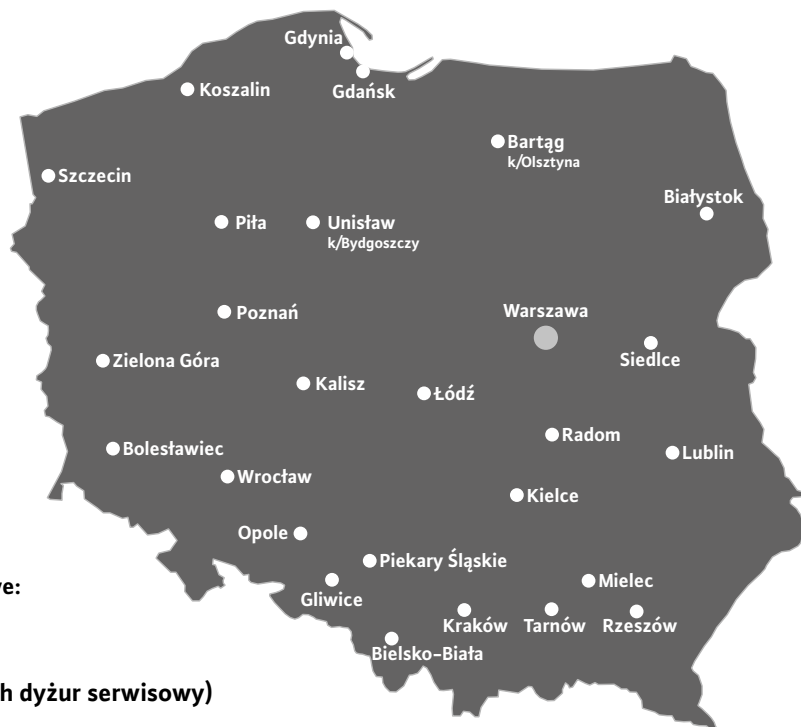 Gdynia
Koszalin
Gdańsk
Bartąg
k/Olsztyna
Szczecin
Białystok
Piła
Unisław
k/Bydgoszczy
Poznań
Warszawa
Zielona Góra
Siedlce
Kalisz
Łódź
Radom
Bolesławiec
Lublin
Wrocław
Kielce
Opole
Piekary Śląskie
Mielec
e:
Gliwice
Kraków
Tarnów
Rzeszów
Bielsko-Biała
h dyżur serwisowy)